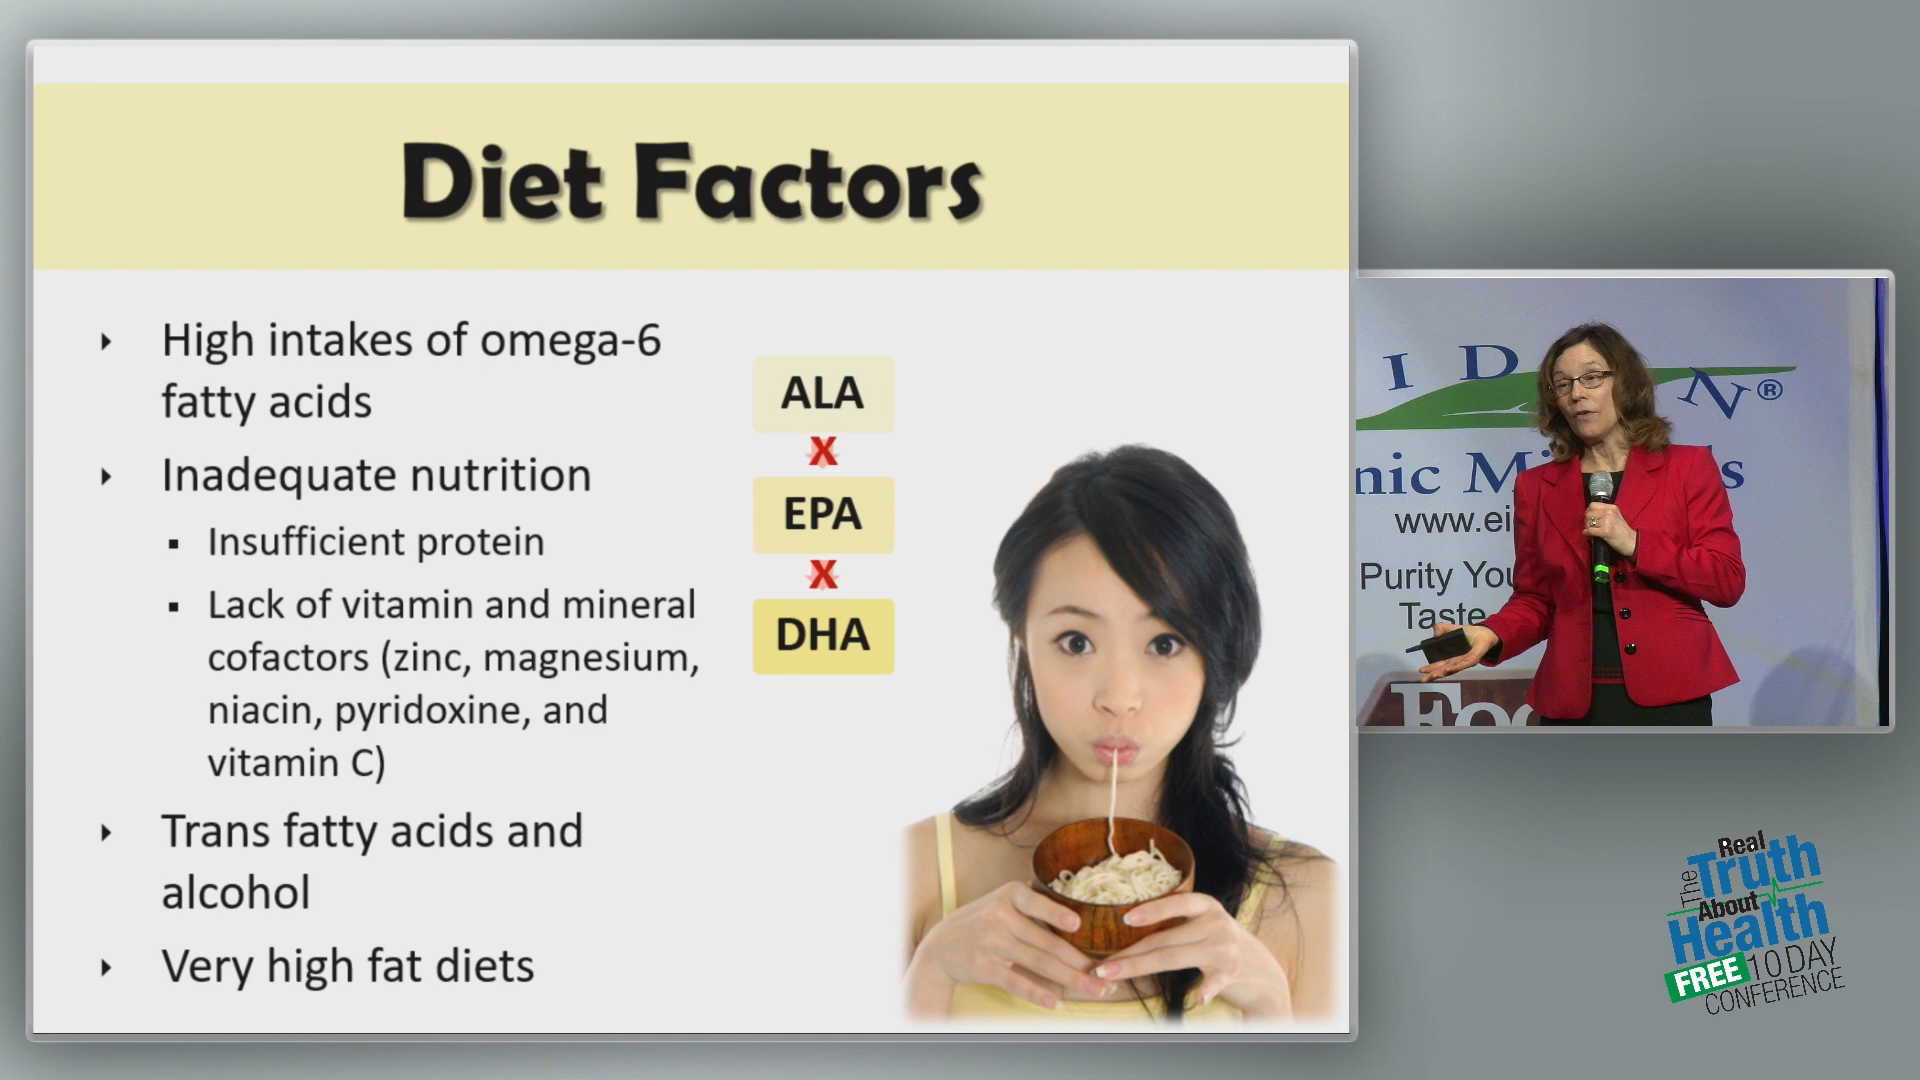 Diet Factors
High intakes of omega-6
fatty acids
Inadequate nutrition
Insufficient protein
Lack of vitamin and mineral
cofactors (zinc, magnesium,
niacin, pyridoxine, and
vitamin C)
Trans fatty acids and
alcohol
Very high fat diets
ALA
X
EPA
X
DHA
I D N®
nic M s
www.ei
Purity You
Taste
Foo
The Real
Truth
About
Health
FREE 10 DAY
CONFERENCE